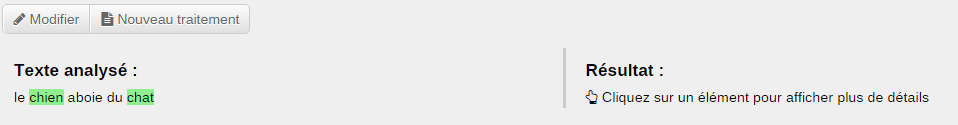 Modifier
Nouveau traitement
Texte analysé :
le chien aboie du chat
Résultat :
Cliquez sur un élément pour afficher plus de détails